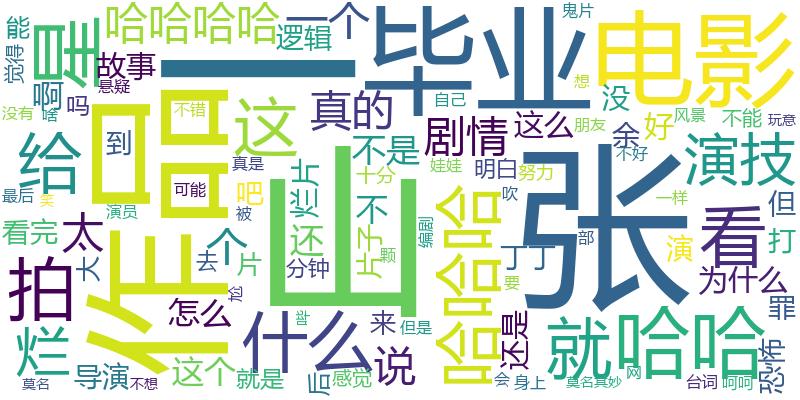 觉得
能
星
哈哈哈哈
一个
鬼片
故事
逻辑
一
毕业
电影
悬疑
啊
吗
没有
啥
不错
这
真的
自己
没
想
风景
不能
玩意
到
剧情
这么
余
好
朋友
给
作品
真是
不是
娃娃
明白
努力
不好
演技
可能
吧
烂片
十分
吹
一样
最后
笑
演员
被
出
不
张
但
看完
太
个
还
片子
编剧
哈哈哈
丁丁
部
演
看
打
大
去
片
分钟
颗
要
为什么
拍
尬
怎么
什么
来
还是
罪
谁
但是
烂
说
就
哈哈
恐怖
导演
这个
就是
后
感觉
会
身上
网
莫名
不想
莫名其妙
台词
呵呵